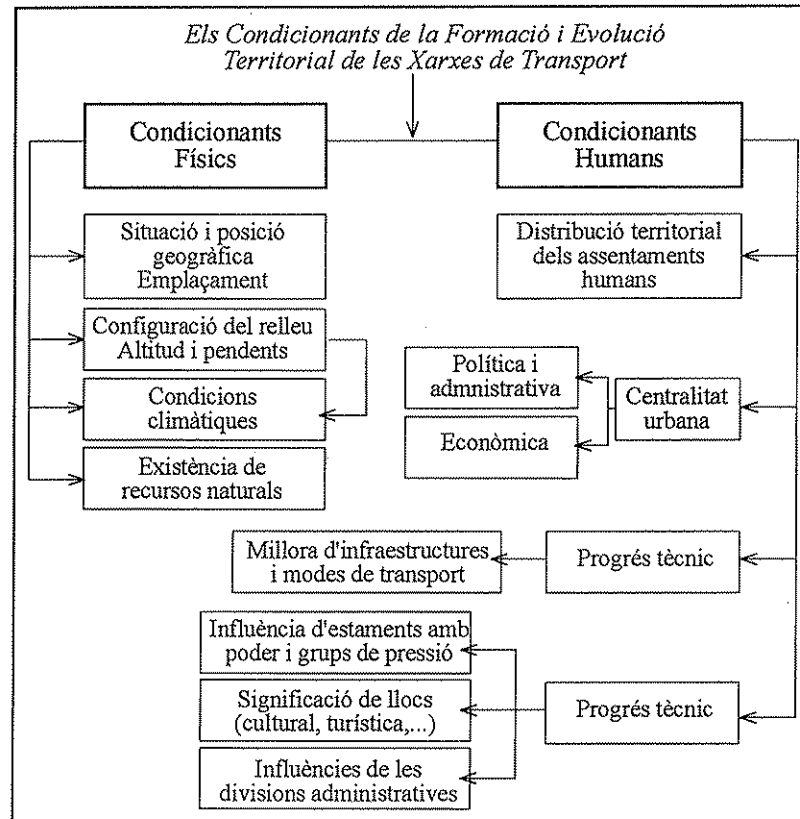 Els Condicionants de la Formació i Evolució
Territorial de les Xarxes de Transport
Condicionants
Físics
Condicionants
Humans
Situació i posició
geogràfica
Emplaçament
Distribució territorial
dels assentaments
humans
Configuració del relleu
Altitud i pendents
Condicions
climàtiques
Existència de
recursos naturals
Política i
admnistrativa
Econòmica
Centralitat
urbana
Millora d'infraestructures
i modes de transport
Progrés tècnic
Influència d'estaments amb
poder i grups de pressió
Significació de llocs
(cultural, turística,...)
Influències de les
divisions administratives
Progrés tècnic